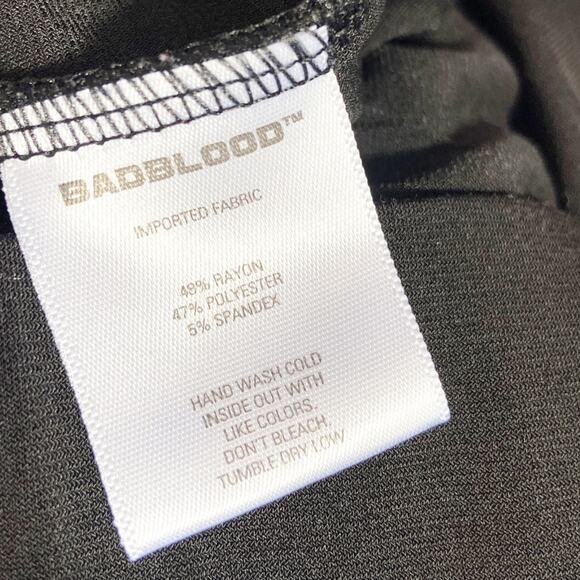 BADBLOOD™
IMPORTED FABRIC
48% RAYON
47% POLYESTER
5% SPANDEX
HAND WASH COLD
INSIDE OUT WITH
LIKE COLORS.
DON'T BLEACH.
TUMBLE DRY LOW